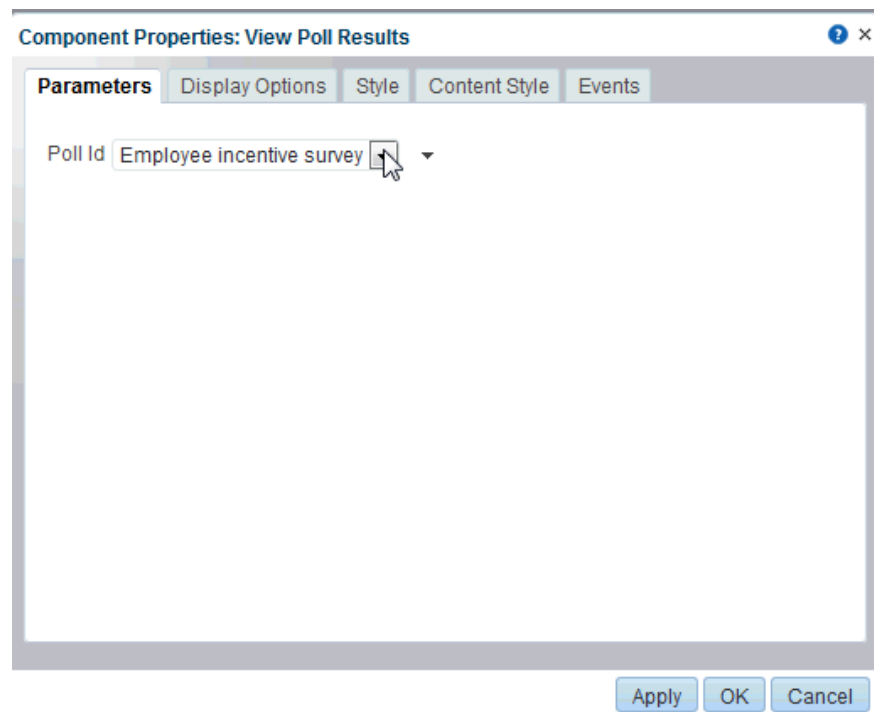 Component Properties: View Poll Results ?
Parameters Display Options Style Content Style Events
Poll Id Employee incentive survey
Apply OK Cancel